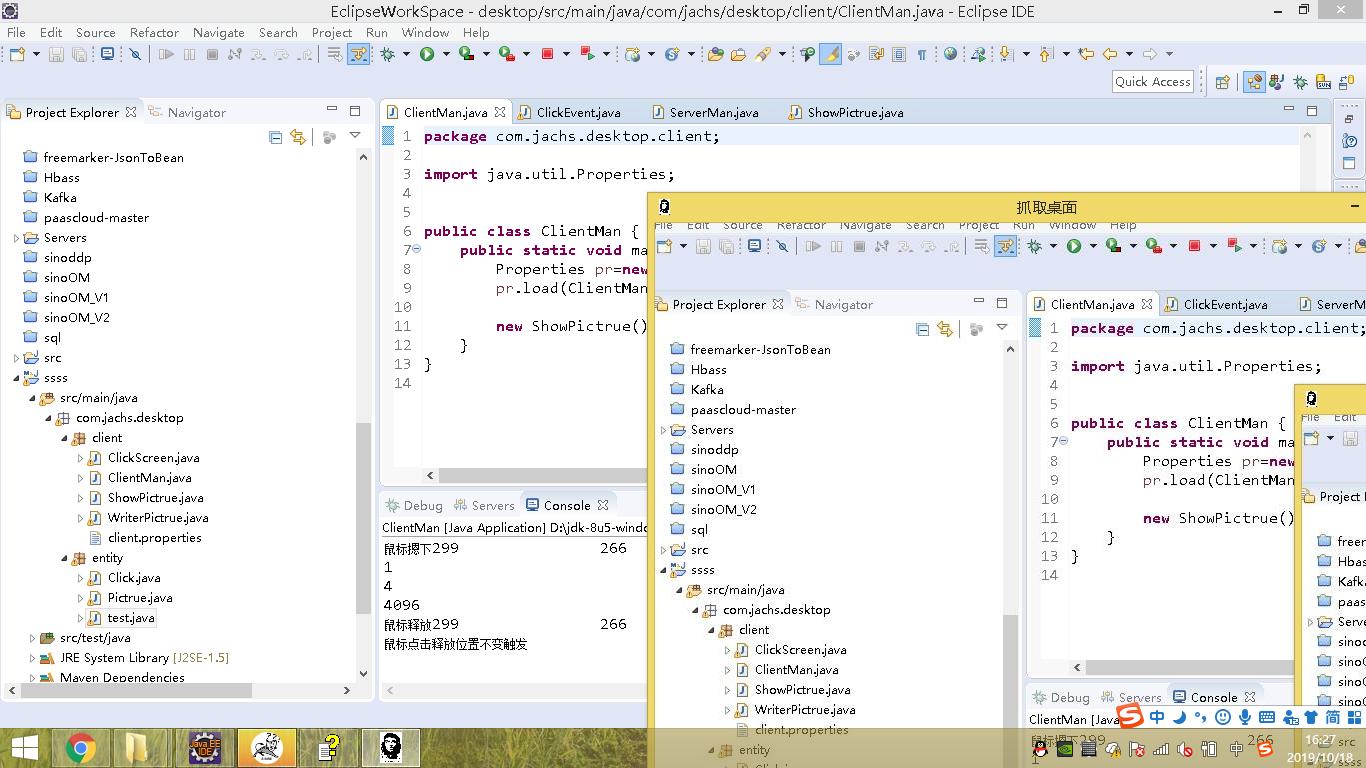 EclipseWorkSpace - desktop/src/main/java/com/jachs/desktop/client/ClientMan.java - Eclipse IDE
File Edit Source Refactor Navigate Search Project Run Window Help
Quick Access
Project Explorer Navigator
freemarker-JsonToBean
Hbass
Kafka
paascloud-master
Servers
sinoddp
sinoOM
sinoOM_V1
sinoOM_V2
sql
src
ssss
src/main/java
com.jachs.desktop
client
ClickScreen.java
ClientMan.java
ShowPictrue.java
WriterPictrue.java
client.properties
entity
Click.java
Pictrue.java
test.java
src/test/java
JRE System Library [J2SE-1.5]
Maven Dependencies
ClientMan.java ClickEvent.java ServerMan.java ShowPictrue.java
1 package com.jachs.desktop.client;
2
3 import java.util.Properties;
4
5
6 public class ClientMan {
7 public static void ma
8 Properties pr=new
9 pr.load(ClientMan
10
11 new ShowPictrue()
12 }
13 }
14
Debug Servers Console
ClientMan [Java Application] D:\jdk-8u5-windo
鼠标摁下299 266
1
4
4096
鼠标释放299 266
鼠标点击释放位置不变触发
抓取桌面
File Edit Source Refactor Navigate Search Project Run Window Help
Project Explorer Navigator
freemarker-JsonToBean
Hbass
Kafka
paascloud-master
Servers
sinoddp
sinoOM
sinoOM_V1
sinoOM_V2
sql
src
ssss
src/main/java
com.jachs.desktop
client
ClickScreen.java
ClientMan.java
ShowPictrue.java
WriterPictrue.java
client.properties
entity
ClientMan.java ClickEvent.java ServerM
1 package com.jachs.desktop.client;
2
3 import java.util.Properties;
4
5
6 public class ClientMan {
7 public static void ma
8 Properties pr=new
9 pr.load(ClientMan
10
11 new ShowPictrue()
12 }
13 }
14
Debug Servers Console
ClientMan [Java
鼠标摁下299 266
1
File Edit
Project
freem
Hbas
Kafk
paas
Serve
sino
sino
sino
sino
src
中 简
中
16:27
2019/10/18